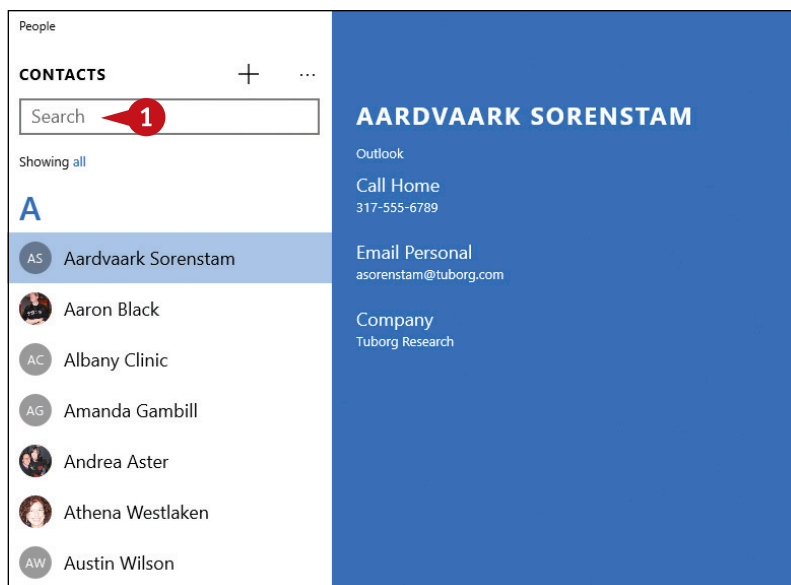 People
CONTACTS
Search
1
Showing all
A
AS Aardvaark Sorenstam
Aaron Black
AC Albany Clinic
AG Amanda Gambill
Andrea Aster
Athena Westlaken
AW Austin Wilson
AARDVAARK SORENSTAM
Outlook
Call Home
317-555-6789
Email Personal
asorenstam@tuborg.com
Company
Tuborg Research